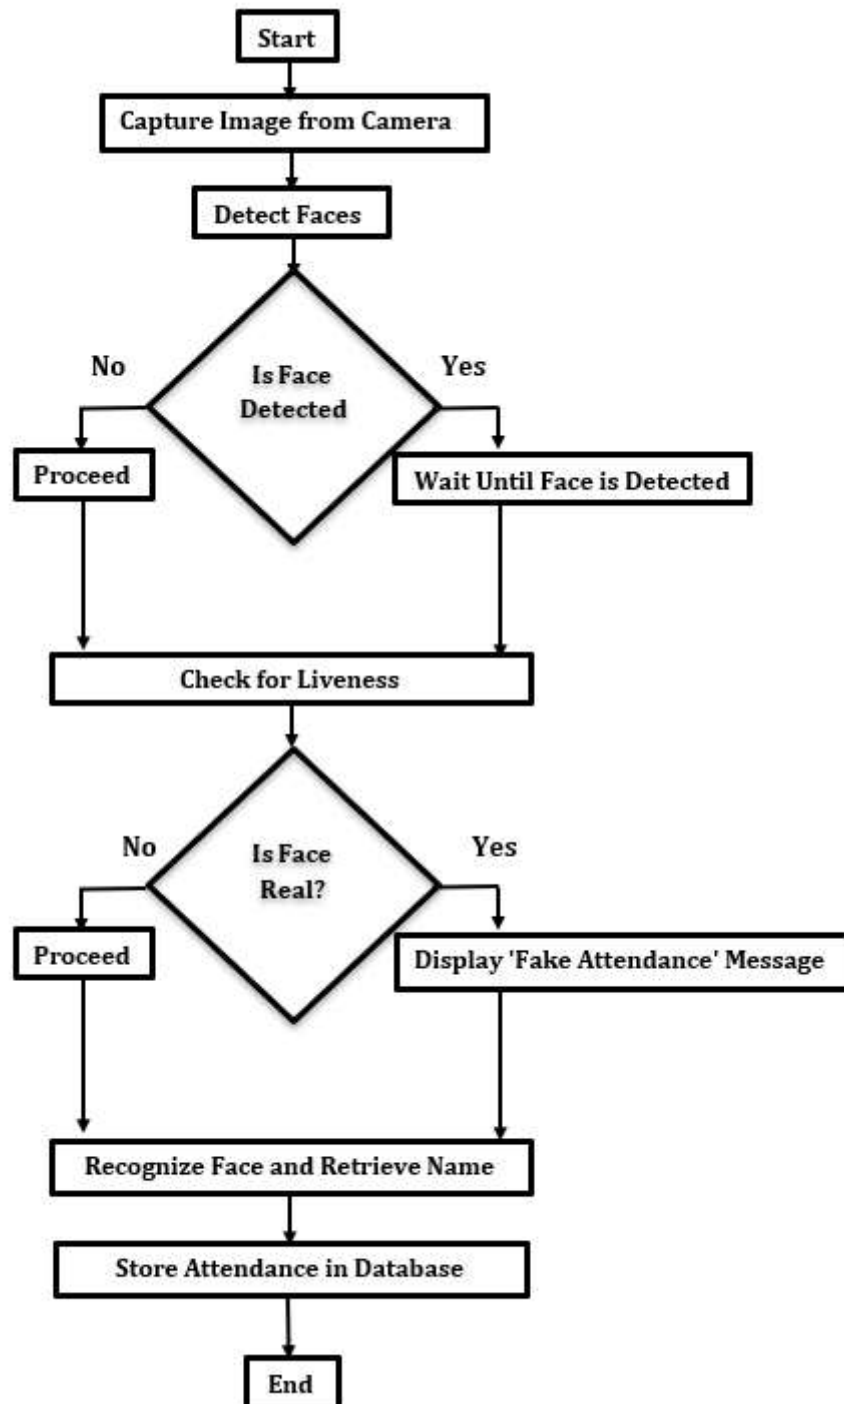 Start
Capture Image from Camera
Detect Faces
No
Yes
Is Face
Detected
Proceed
Wait Until Face is Detected
Check for Liveness
No
Yes
Is Face
Real?
Proceed
Display 'Fake Attendance' Message
Recognize Face and Retrieve Name
Store Attendance in Database
End